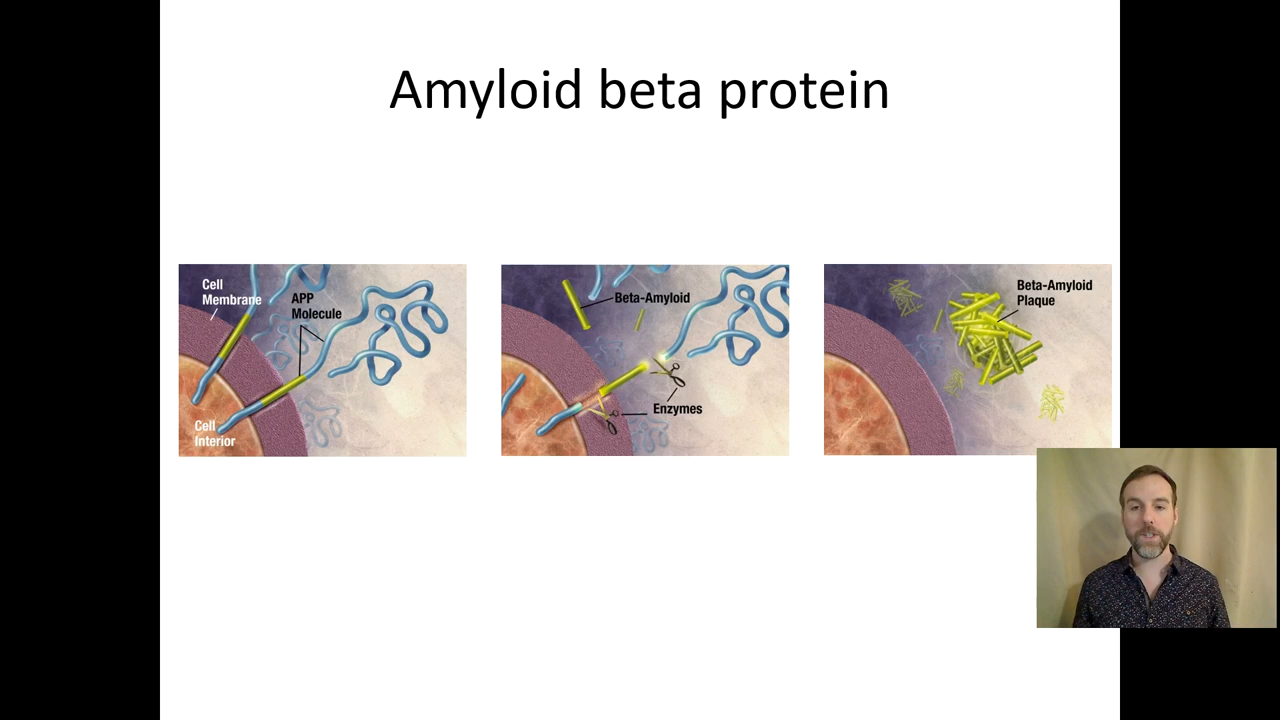 Amyloid beta protein
Cell
Membrane
APP
Molecule
Cell
Interior
Beta-Amyloid
Enzymes
Beta-Amyloid
Plaque